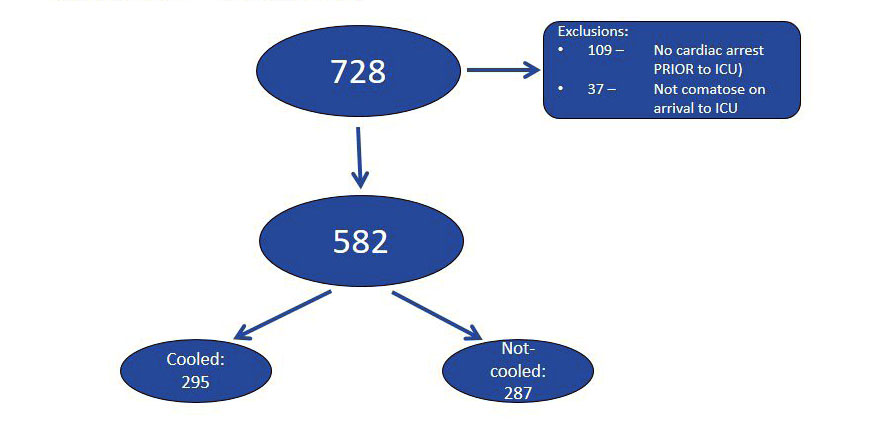 728
Exclusions:
• 109 – No cardiac arrest
PRIOR to ICU)
• 37 – Not comatose on
arrival to ICU
582
Cooled:
295
Not-
cooled:
287